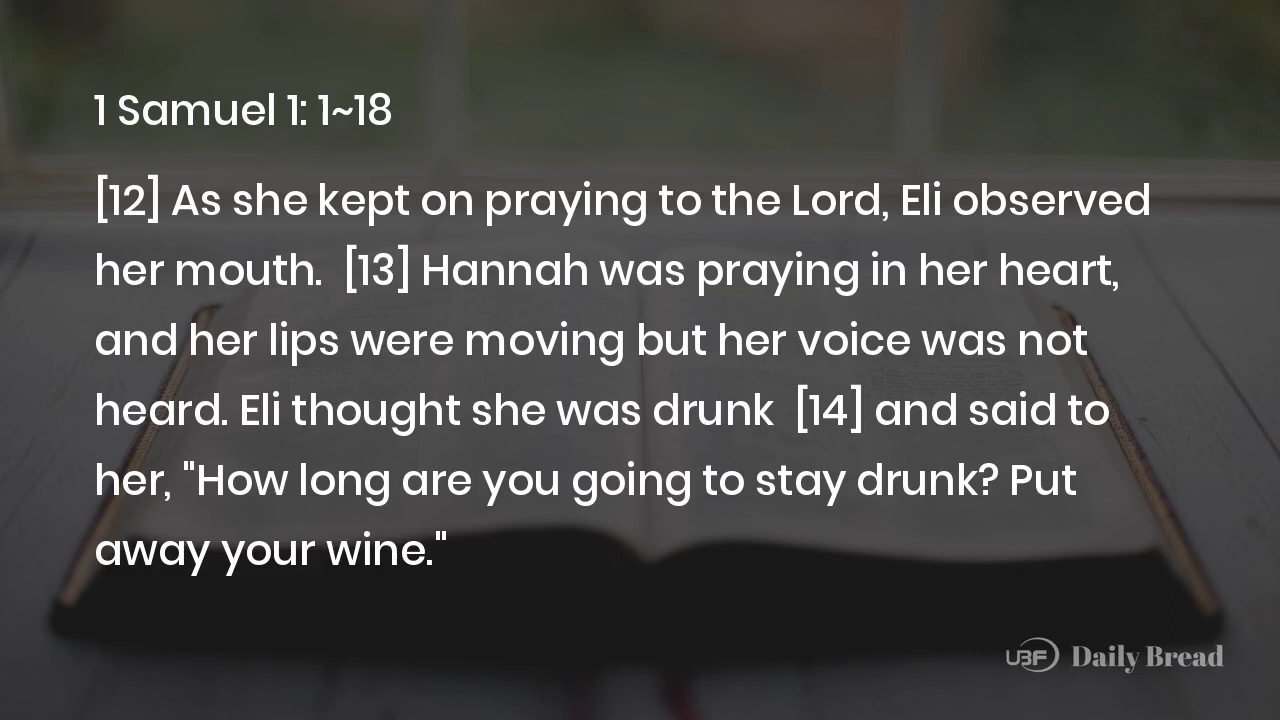 1 Samuel 1: 1~18
[12] As she kept on praying to the Lord, Eli observed
her mouth.  [13] Hannah was praying in her heart,
and her lips were moving but her voice was not
heard. Eli thought she was drunk  [14] and said to
her, "How long are you going to stay drunk? Put
away your wine."
UBF Daily Bread